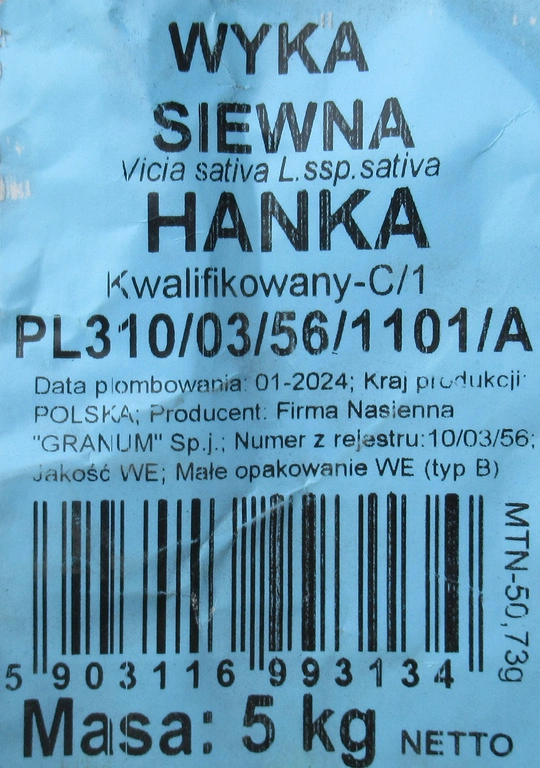 WYKA
SIEWNA
Vicia sativa L.ssp.sativa
HANKA
Kwalifikowany-C/1
PL310/03/56/1101/A
Data plombowania: 01-2024; Kraj produkcji:
POLSKA; Producent: Firma Nasienna
"GRANUM" Sp.j.; Numer z rejestru:10/03/56;
Jakość WE; Małe opakowanie WE (typ B)
MTN-50,73g
5 903116 993134
Masa: 5 kg NETTO